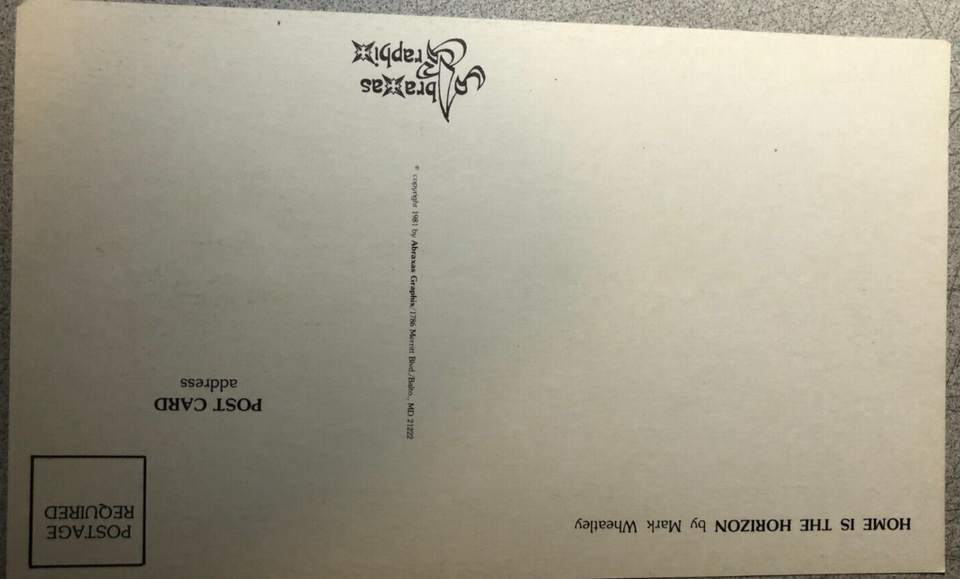 HOME IS THE HORIZON by Mark Wheatley
POSTAGE
REQUIRED
POST CARD
address
© copyright 1981 by Abraxas Graphix/1786 Merritt Blvd./Balto., MD 21222
Abraxas
Graphix